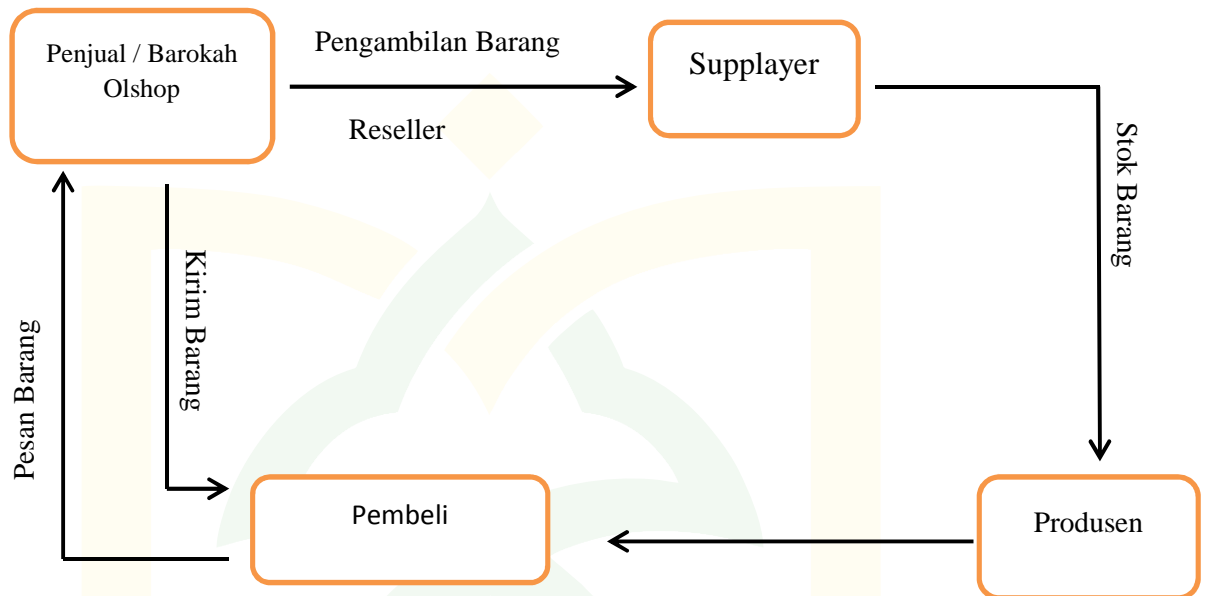 Penjual / Barokah
Olshop
Pengambilan Barang
Reseller
Supplayer
Stok Barang
Kirim Barang
Pesan Barang
Pembeli
Produsen